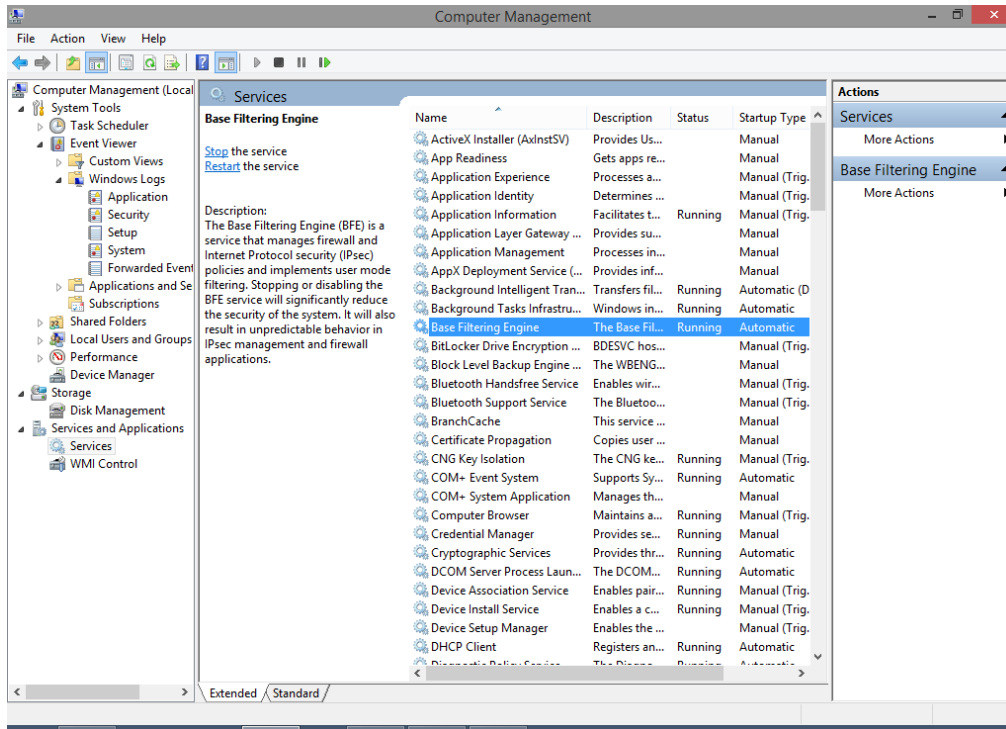 Computer Management
File Action View Help
Computer Management (Local
System Tools
Task Scheduler
Event Viewer
Custom Views
Windows Logs
Application
Security
Setup
System
Forwarded Event
Applications and Se
Subscriptions
Shared Folders
Local Users and Groups
Performance
Device Manager
Storage
Disk Management
Services and Applications
Services
WMI Control
Services
Base Filtering Engine
Stop the service
Restart the service
Description:
The Base Filtering Engine (BFE) is a
service that manages firewall and
Internet Protocol security (IPsec)
policies and implements user mode
filtering. Stopping or disabling the
BFE service will significantly reduce
the security of the system. It will also
result in unpredictable behavior in
IPsec management and firewall
applications.
Name Description Status Startup Type
ActiveX Installer (AxInstSV) Provides Us... Manual
App Readiness Gets apps re... Manual
Application Experience Processes a... Manual (Trig.
Application Identity Determines ... Manual (Trig.
Application Information Facilitates t... Running Manual (Trig.
Application Layer Gateway ... Provides su... Manual
Application Management Processes in... Manual
AppX Deployment Service (... Provides inf... Manual
Background Intelligent Tran... Transfers fil... Running Automatic (D
Background Tasks Infrastru... Windows in... Running Automatic
Base Filtering Engine The Base Fil... Running Automatic
BitLocker Drive Encryption ... BDESVC hos... Manual (Trig.
Block Level Backup Engine ... The WBENG... Manual
Bluetooth Handsfree Service Enables wir... Manual (Trig.
Bluetooth Support Service The Bluetoo... Manual (Trig.
BranchCache This service ... Manual
Certificate Propagation Copies user ... Manual
CNG Key Isolation The CNG ke... Running Manual (Trig.
COM+ Event System Supports Sy... Running Automatic
COM+ System Application Manages th... Manual
Computer Browser Maintains a... Running Manual (Trig.
Credential Manager Provides se... Running Manual
Cryptographic Services Provides thr... Running Automatic
DCOM Server Process Laun... The DCOM... Running Automatic
Device Association Service Enables pair... Running Manual (Trig.
Device Install Service Enables a c... Running Manual (Trig.
Device Setup Manager Enables the ... Manual (Trig.
DHCP Client Registers an... Running Automatic
Diagnostic Policy Service The Diagno... Running Automatic
Extended Standard
Actions
Services
More Actions
Base Filtering Engine
More Actions